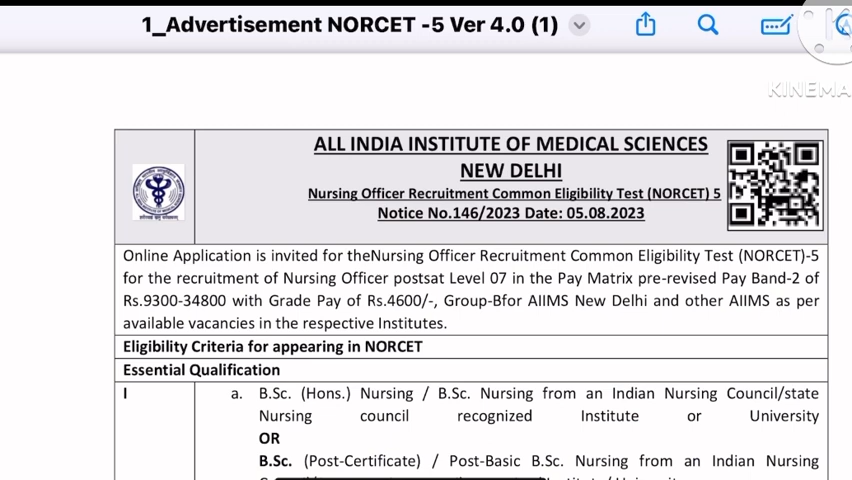 1_Advertisement NORCET -5 Ver 4.0 (1)
KINEMA
ALL INDIA INSTITUTE OF MEDICAL SCIENCES
NEW DELHI
Nursing Officer Recruitment Common Eligibility Test (NORCET) 5
Notice No.146/2023 Date: 05.08.2023
Online Application is invited for theNursing Officer Recruitment Common Eligibility Test (NORCET)-5
for the recruitment of Nursing Officer postsat Level 07 in the Pay Matrix pre-revised Pay Band-2 of
Rs.9300-34800 with Grade Pay of Rs.4600/-, Group-Bfor AIIMS New Delhi and other AIIMS as per
available vacancies in the respective Institutes.
Eligibility Criteria for appearing in NORCET
Essential Qualification
I a. B.Sc. (Hons.) Nursing / B.Sc. Nursing from an Indian Nursing Council/state
Nursing council recognized Institute or University
OR
B.Sc. (Post-Certificate) / Post-Basic B.Sc. Nursing from an Indian Nursing